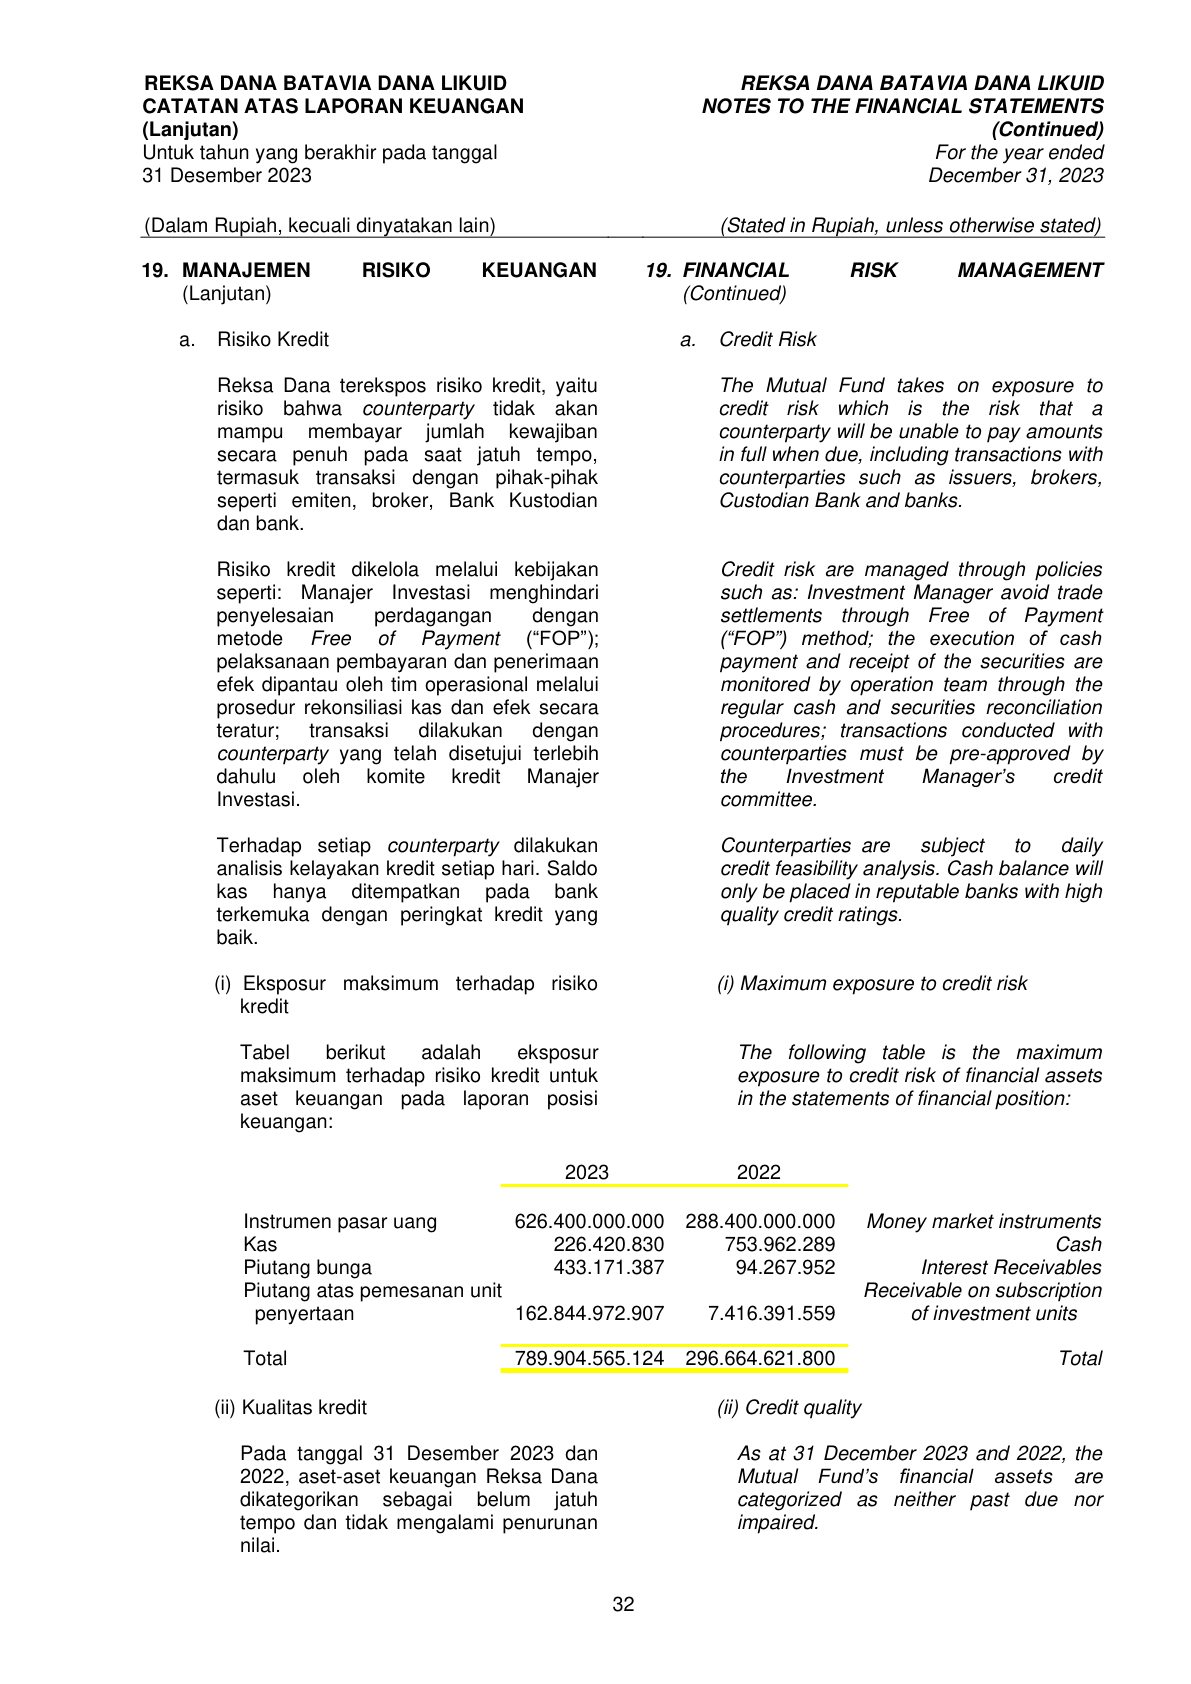 REKSA DANA BATAVIA DANA LIKUID
CATATAN ATAS LAPORAN KEUANGAN
(Lanjutan)
Untuk tahun yang berakhir pada tanggal
31 Desember 2023
(Dalam Rupiah, kecuali dinyatakan lain)
REKSA DANA BATAVIA DANA LIKUID
NOTES TO THE FINANCIAL STATEMENTS
(Continued)
For the year ended
December 31, 2023
(Stated in Rupiah, unless otherwise stated)
19. MANAJEMEN RISIKO KEUANGAN
(Lanjutan)
a. Risiko Kredit
Reksa Dana terekspos risiko kredit, yaitu
risiko bahwa counterparty tidak akan
mampu membayar jumlah kewajiban
secara penuh pada saat jatuh tempo,
termasuk transaksi dengan pihak-pihak
seperti emiten, broker, Bank Kustodian
dan bank.
Risiko kredit dikelola melalui kebijakan
seperti: Manajer Investasi menghindari
penyelesaian perdagangan dengan
metode Free of Payment (“FOP”);
pelaksanaan pembayaran dan penerimaan
efek dipantau oleh tim operasional melalui
prosedur rekonsiliasi kas dan efek secara
teratur; transaksi dilakukan dengan
counterparty yang telah disetujui terlebih
dahulu oleh komite kredit Manajer
Investasi.
Terhadap setiap counterparty dilakukan
analisis kelayakan kredit setiap hari. Saldo
kas hanya ditempatkan pada bank
terkemuka dengan peringkat kredit yang
baik.
(i) Eksposur maksimum terhadap risiko
kredit
Tabel berikut adalah eksposur
maksimum terhadap risiko kredit untuk
aset keuangan pada laporan posisi
keuangan:
19. FINANCIAL RISK MANAGEMENT
(Continued)
a. Credit Risk
The Mutual Fund takes on exposure to
credit risk which is the risk that a
counterparty will be unable to pay amounts
in full when due, including transactions with
counterparties such as issuers, brokers,
Custodian Bank and banks.
Credit risk are managed through policies
such as: Investment Manager avoid trade
settlements through Free of Payment
(“FOP”) method; the execution of cash
payment and receipt of the securities are
monitored by operation team through the
regular cash and securities reconciliation
procedures; transactions conducted with
counterparties must be pre-approved by
the Investment Manager’s credit
committee.
Counterparties are subject to daily
credit feasibility analysis. Cash balance will
only be placed in reputable banks with high
quality credit ratings.
(i) Maximum exposure to credit risk
The following table is the maximum
exposure to credit risk of financial assets
in the statements of financial position:
2023 2022
Instrumen pasar uang 626.400.000.000 288.400.000.000 Money market instruments
Kas 226.420.830 753.962.289 Cash
Piutang bunga 433.171.387 94.267.952 Interest Receivables
Piutang atas pemesanan unit Receivable on subscription
penyertaan 162.844.972.907 7.416.391.559 of investment units
Total 789.904.565.124 296.664.621.800 Total
(ii) Kualitas kredit
Pada tanggal 31 Desember 2023 dan
2022, aset-aset keuangan Reksa Dana
dikategorikan sebagai belum jatuh
tempo dan tidak mengalami penurunan
nilai.
(ii) Credit quality
As at 31 December 2023 and 2022, the
Mutual Fund’s financial assets are
categorized as neither past due nor
impaired.
32